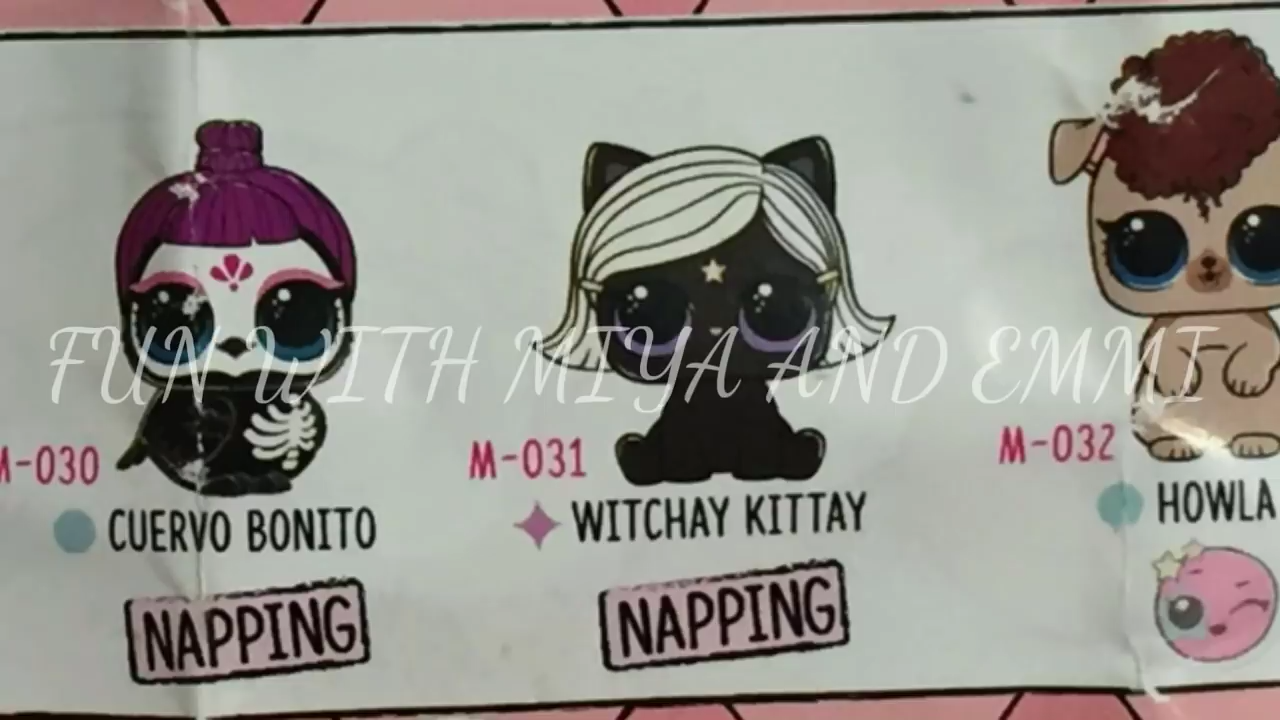 FUN WITH MIYA AND EMMI
M-030
CUERVO BONITO
NAPPING
M-031
WITCHAY KITTAY
NAPPING
M-032
HOWLA